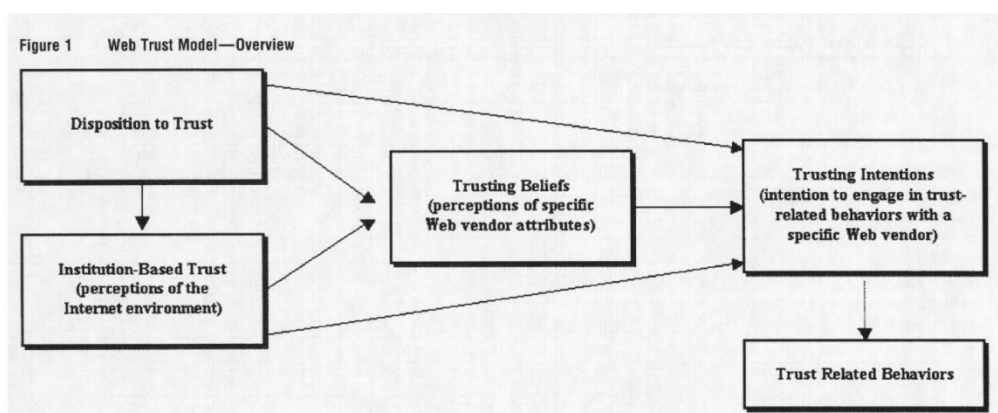 Figure 1 Web Trust Model—Overview
Disposition to Trust
Institution-Based Trust
(perceptions of the
Internet environment)
Trusting Beliefs
(perceptions of specific
Web vendor attributes)
Trusting Intentions
(intention to engage in trust-
related behaviors with a
specific Web vendor)
Trust Related Behaviors